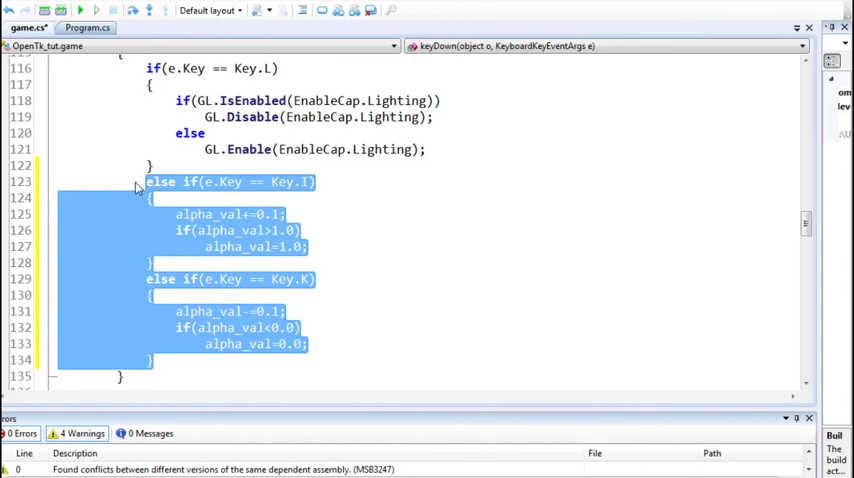 Default layout
game.cs*
Program.cs
OpenTk_tut.game
keyDown(object o, KeyboardKeyEventArgs e)
116 if(e.Key == Key.L)
117 {
118 if(GL.IsEnabled(EnableCap.Lighting))
119 GL.Disable(EnableCap.Lighting);
120 else
121 GL.Enable(EnableCap.Lighting);
122 }
123 else if(e.Key == Key.I)
124 {
125 alpha_val+=0.1;
126 if(alpha_val>1.0)
127 alpha_val=1.0;
128 }
129 else if(e.Key == Key.K)
130 {
131 alpha_val-=0.1;
132 if(alpha_val<0.0)
133 alpha_val=0.0;
134 }
135 }
0 Errors
4 Warnings
0 Messages
Line Description File Path
0 Found conflicts between different versions of the same dependent assembly. (MSB3247)
Buil
The
build
act...